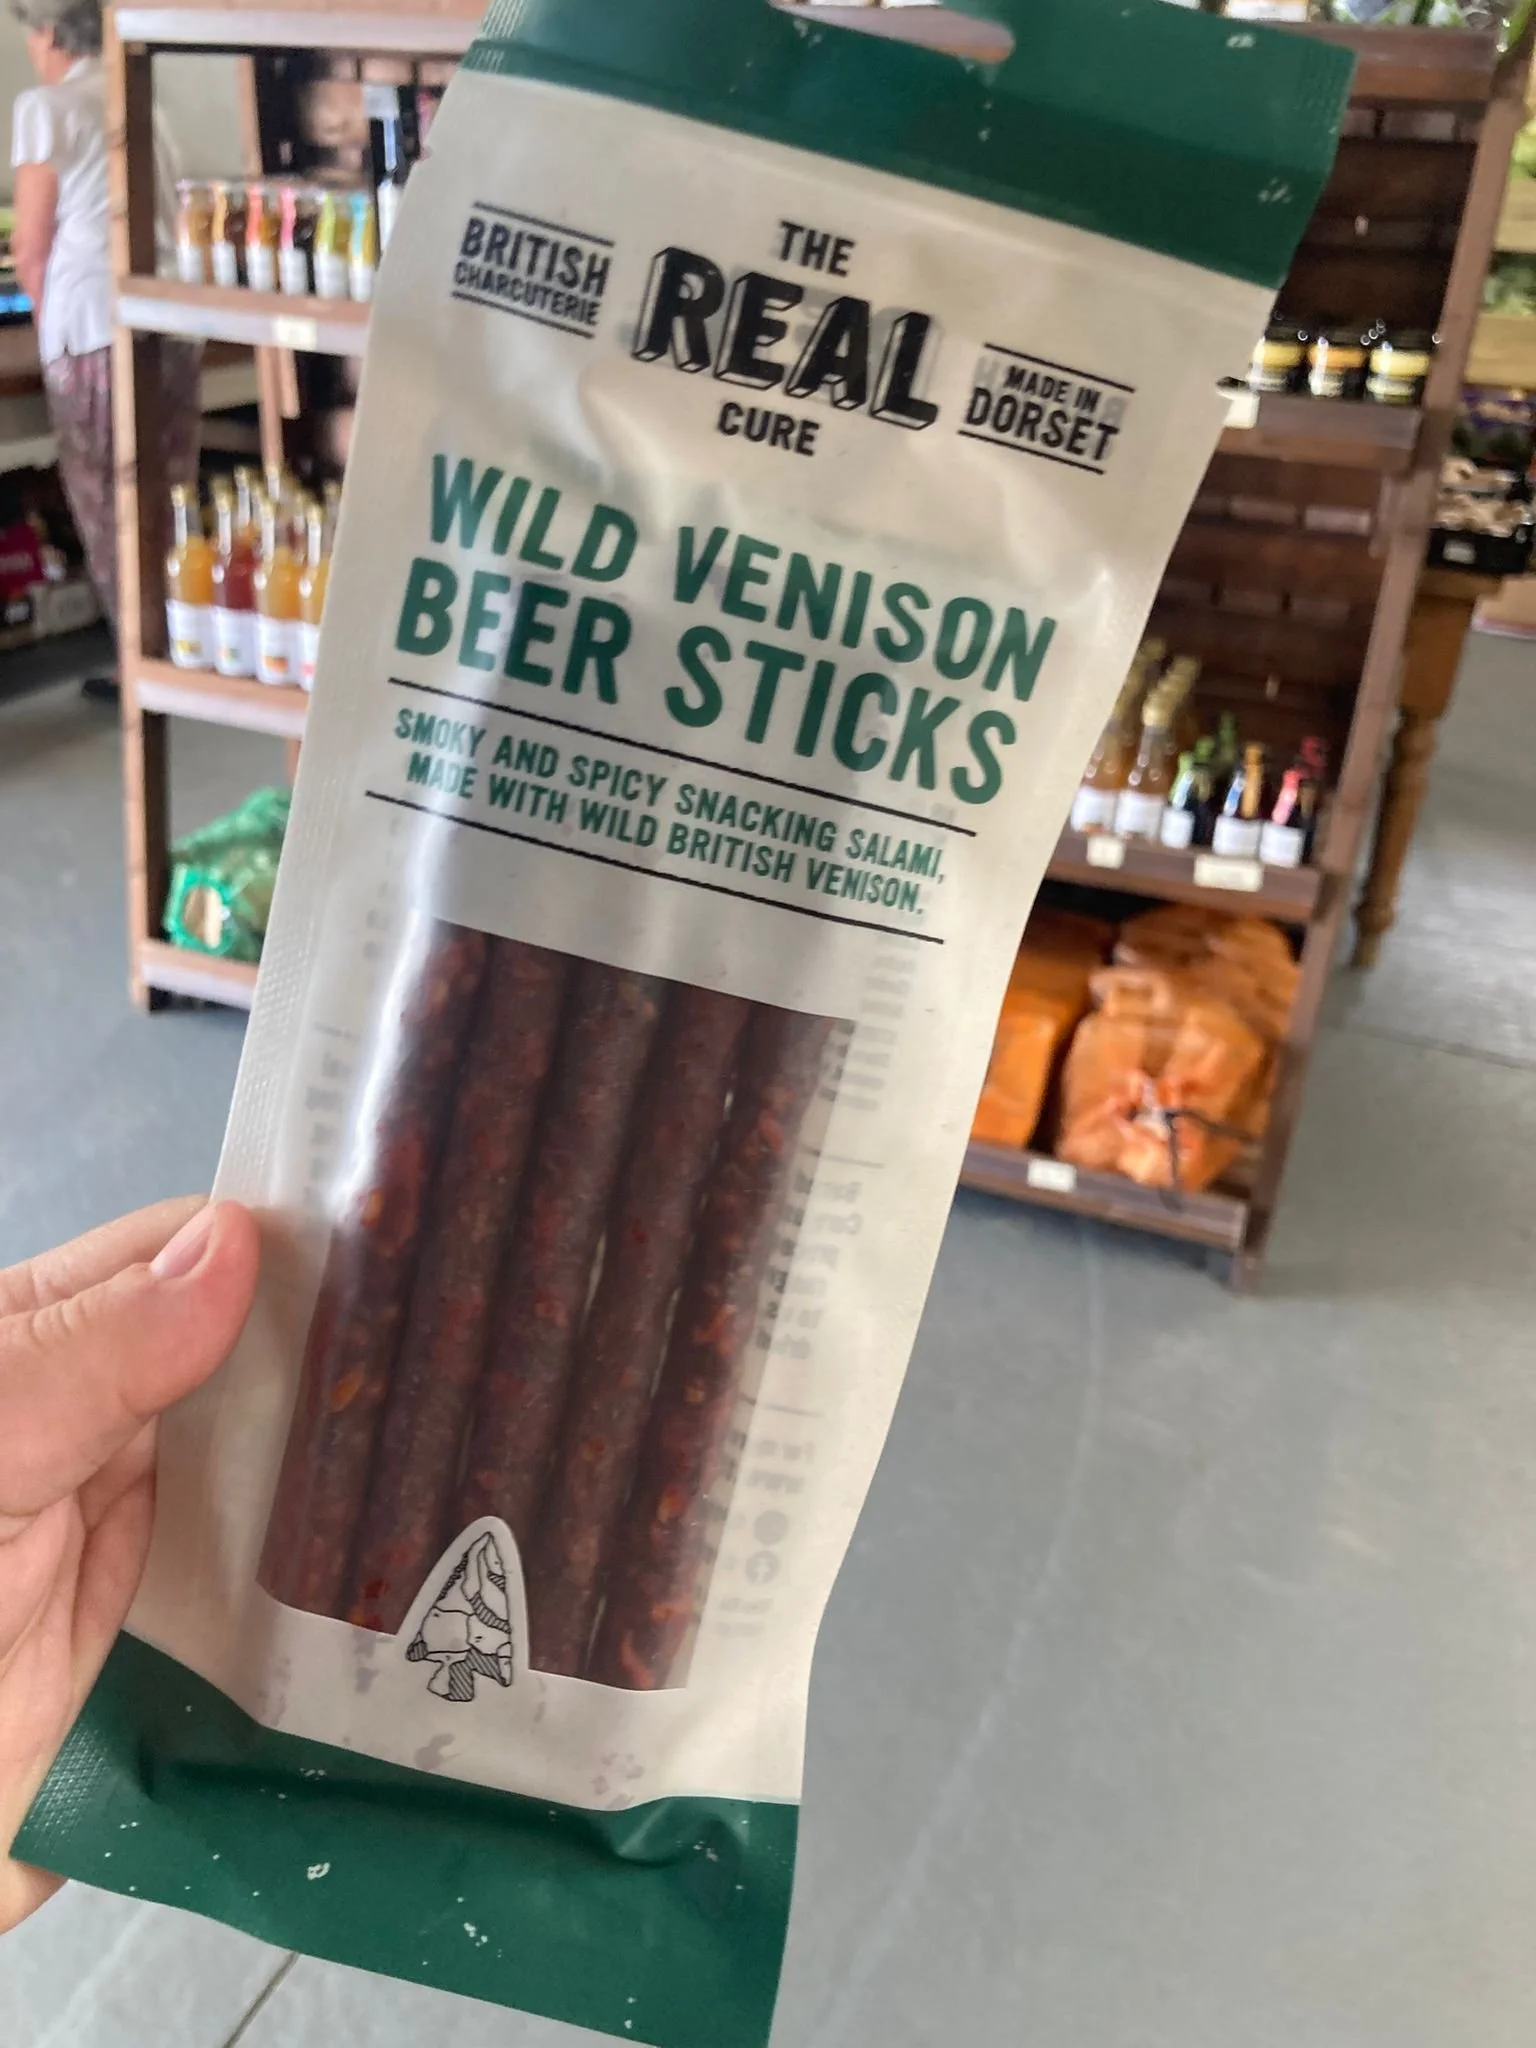 BRITISH
CHARCUTERIE
THE
REAL
CURE
MADE IN
DORSET
WILD VENISON
BEER STICKS
SMOKY AND SPICY SNACKING SALAMI,
MADE WITH WILD BRITISH VENISON.